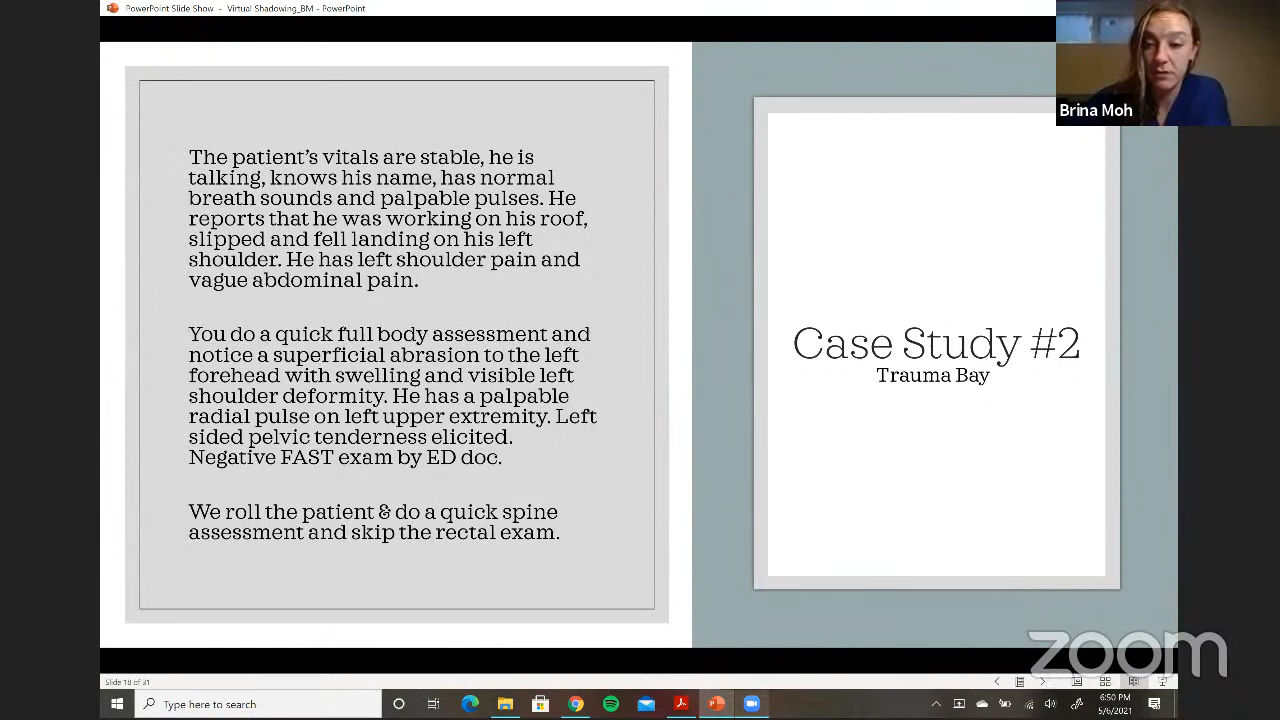 PowerPoint Slide Show - Virtual Shadowing_BM - PowerPoint
Brina Moh
The patient's vitals are stable, he is
talking, knows his name, has normal
breath sounds and palpable pulses. He
reports that he was working on his roof,
slipped and fell landing on his left
shoulder. He has left shoulder pain and
vague abdominal pain.
You do a quick full body assessment and
notice a superficial abrasion to the left
forehead with swelling and visible left
shoulder deformity. He has a palpable
radial pulse on left upper extremity. Left
sided pelvic tenderness elicited.
Negative FAST exam by ED doc.
We roll the patient & do a quick spine
assessment and skip the rectal exam.
Case Study #2
Trauma Bay
zoom
Slide 18 of 31
Type here to search
6:50 PM
5/6/2021